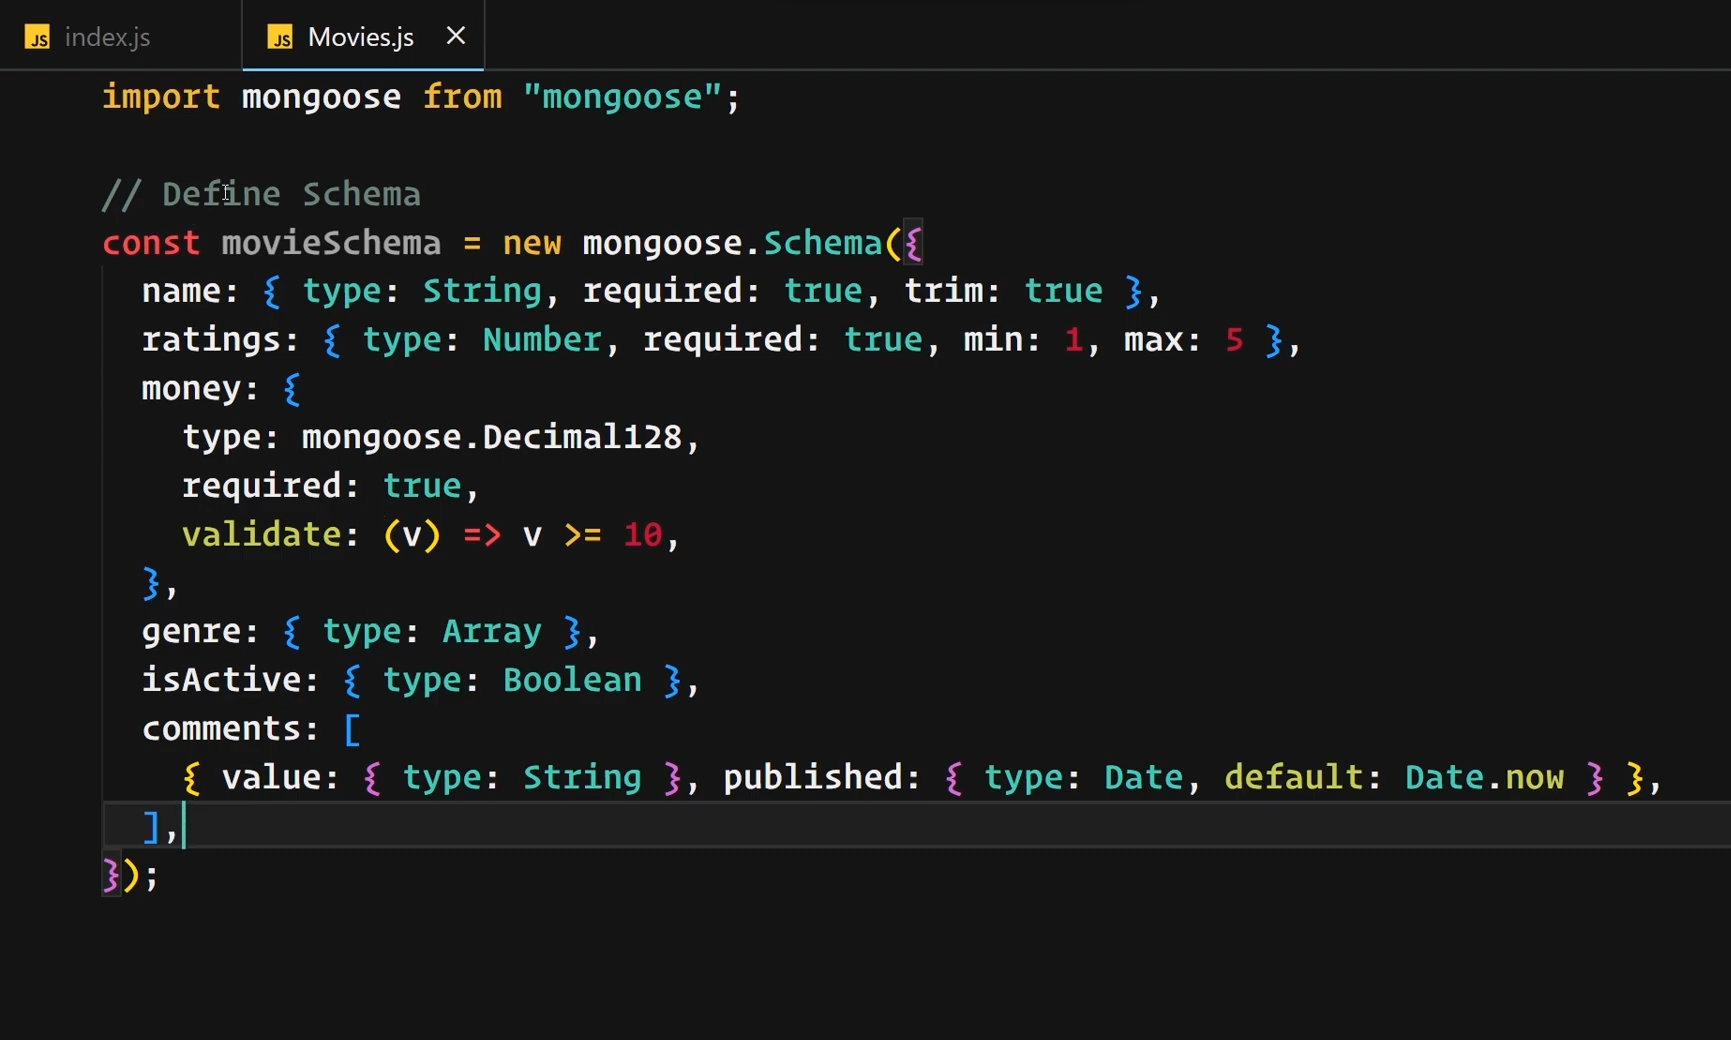 JS index.js JS Movies.js ×
import mongoose from "mongoose";
// Define Schema
const movieSchema = new mongoose.Schema({
  name: { type: String, required: true, trim: true },
  ratings: { type: Number, required: true, min: 1, max: 5 },
  money: {
    type: mongoose.Decimal128,
    required: true,
    validate: (v) => v >= 10,
  },
  genre: { type: Array },
  isActive: { type: Boolean },
  comments: [
    { value: { type: String }, published: { type: Date, default: Date.now } },
  ],
});